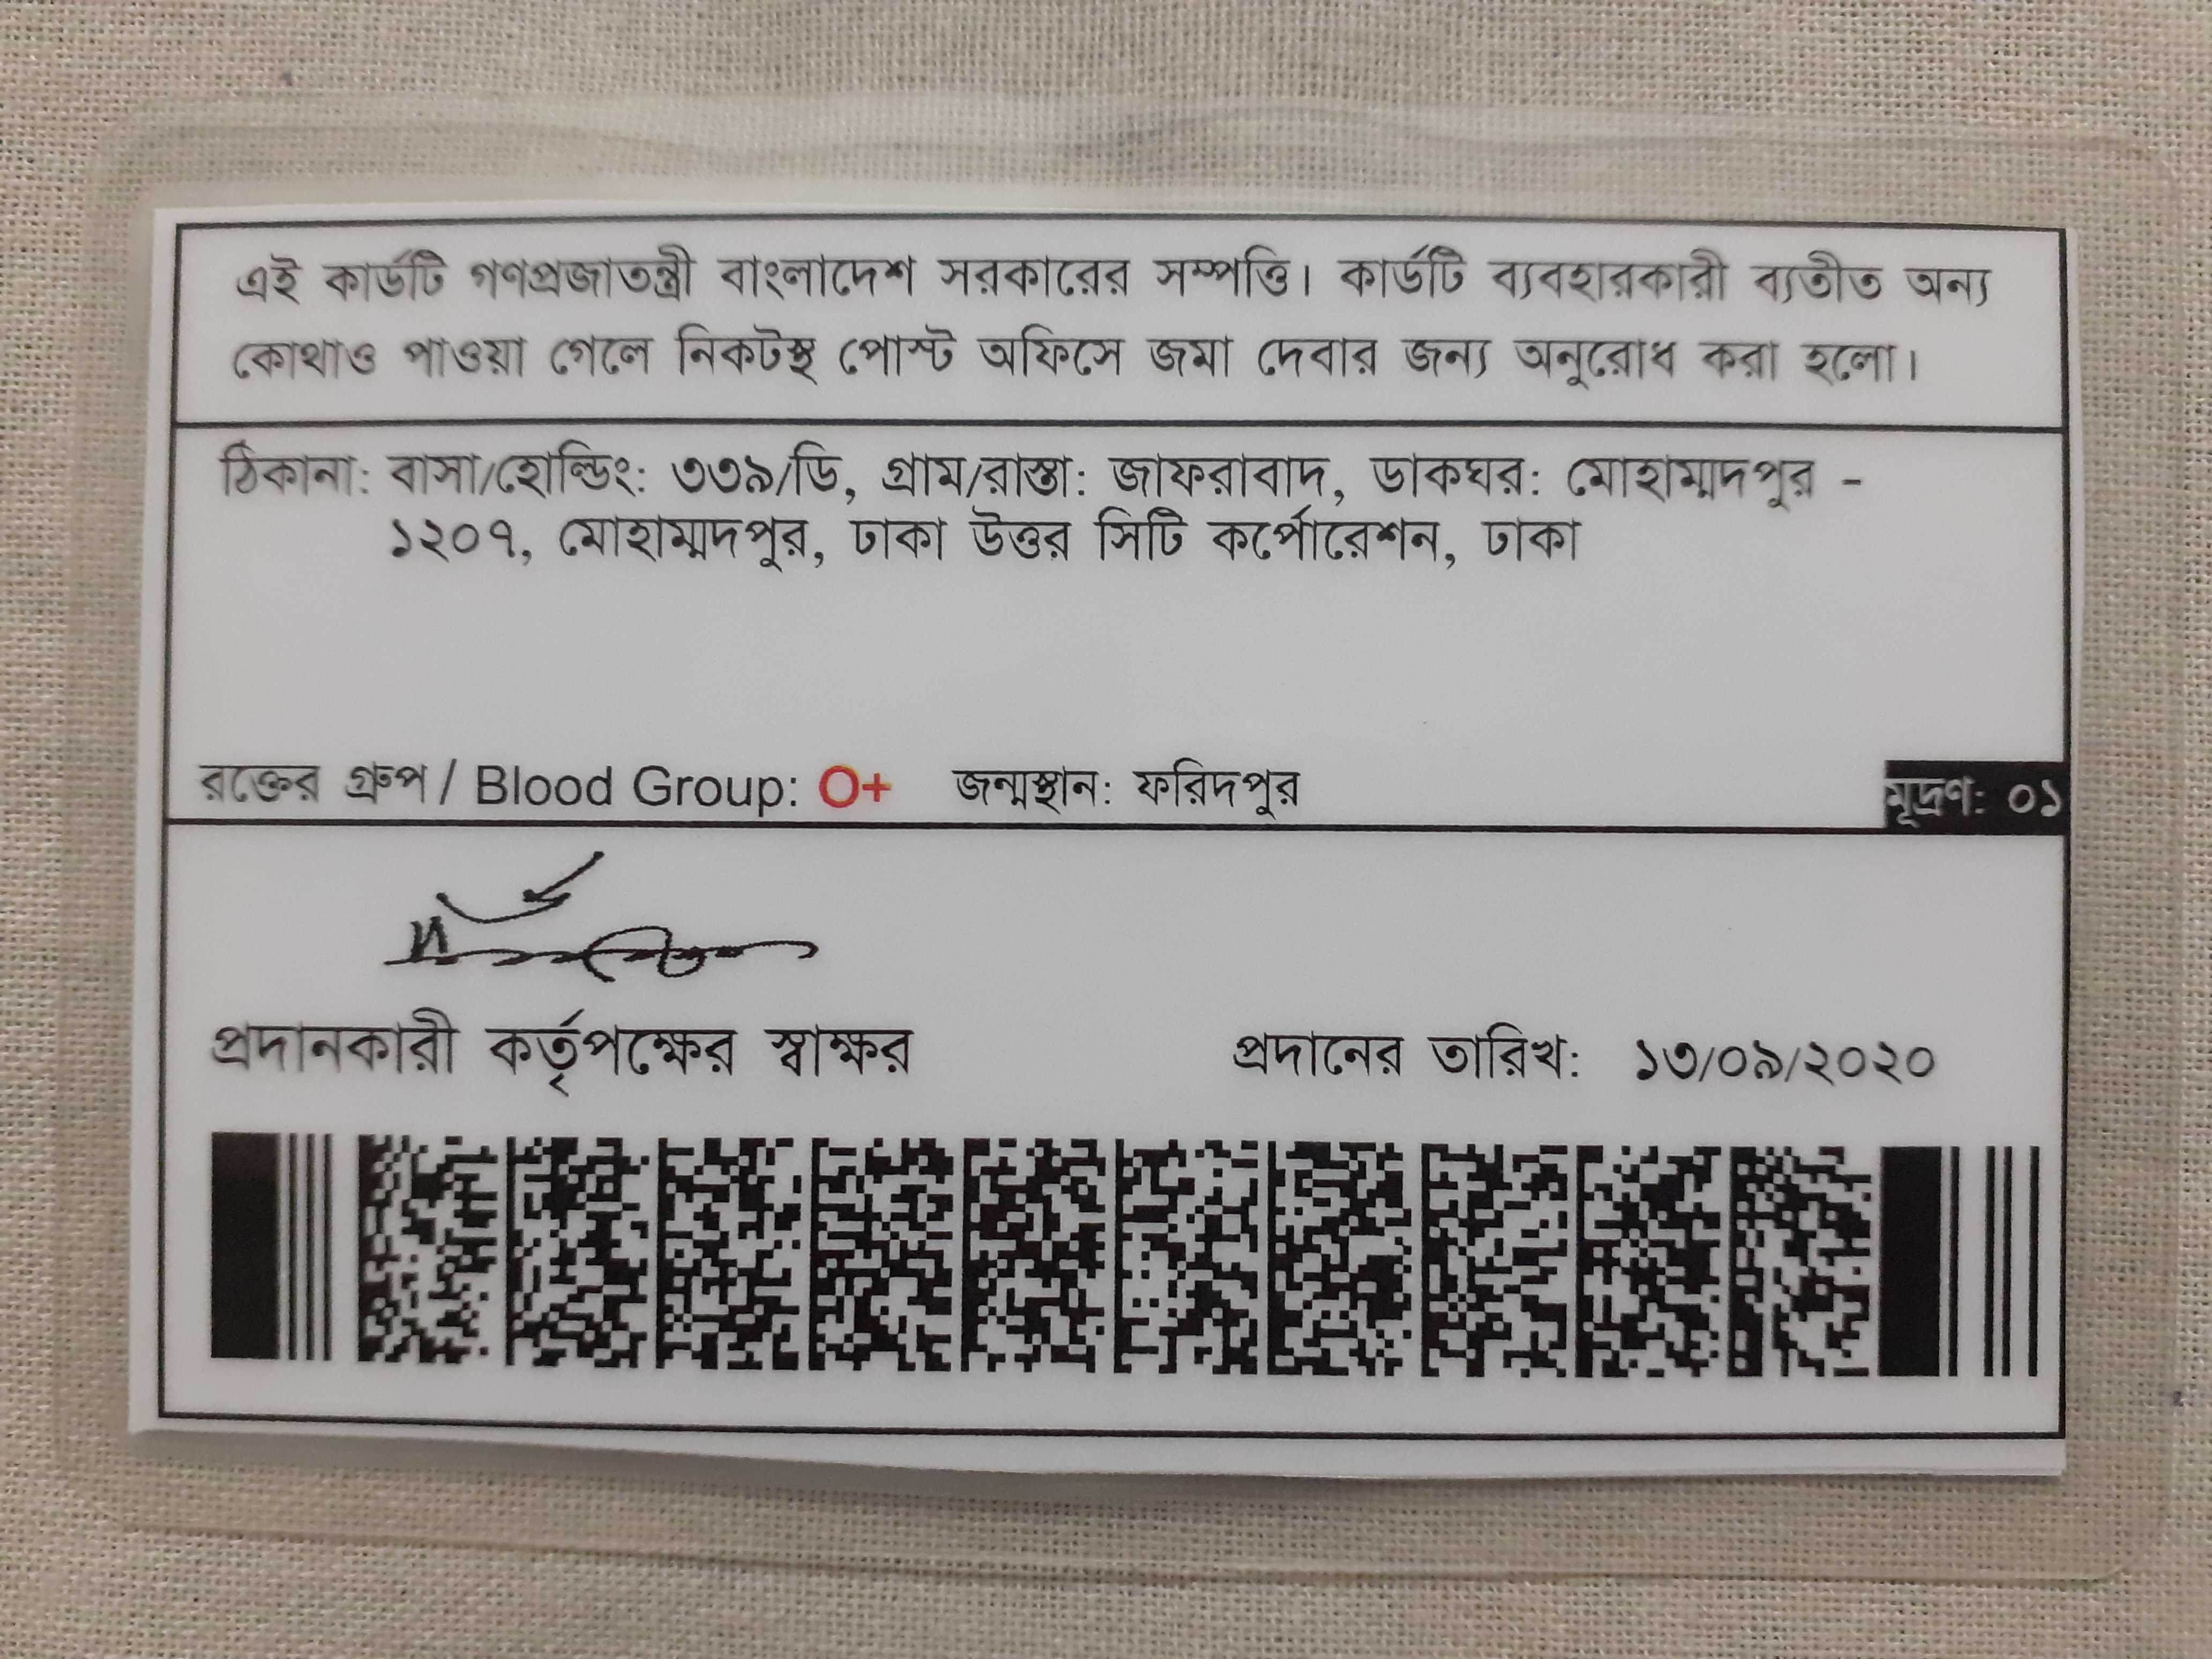 এই কার্ডটি গণপ্রজাতন্ত্রী বাংলাদেশ সরকারের সম্পত্তি। কার্ডটি ব্যবহারকারী ব্যতীত অন্য
কোথাও পাওয়া গেলে নিকটস্থ পোস্ট অফিসে জমা দেবার জন্য অনুরোধ করা হলো।
ঠিকানা: বাসা/হোল্ডিং: ৩৩৯/ডি, গ্রাম/রাস্তা: জাফরাবাদ, ডাকঘর: মোহাম্মদপুর -
১২০৭, মোহাম্মদপুর, ঢাকা উত্তর সিটি কর্পোরেশন, ঢাকা
রক্তের গ্রুপ / Blood Group: O+ জন্মস্থান: ফরিদপুর মূদ্রণ: ০১
প্রদানকারী কর্তৃপক্ষের স্বাক্ষর প্রদানের তারিখ: ১৩/০৯/২০২০